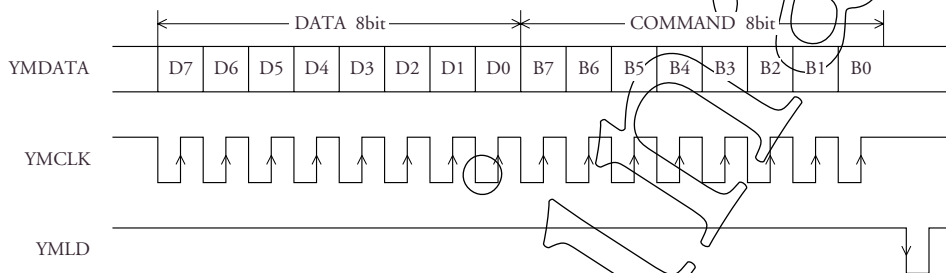 DATA 8bit COMMAND 8bit
YMDATA D7 D6 D5 D4 D3 D2 D1 D0 B7 B6 B5 B4 B3 B2 B1 B0
YMCLK
YMLD